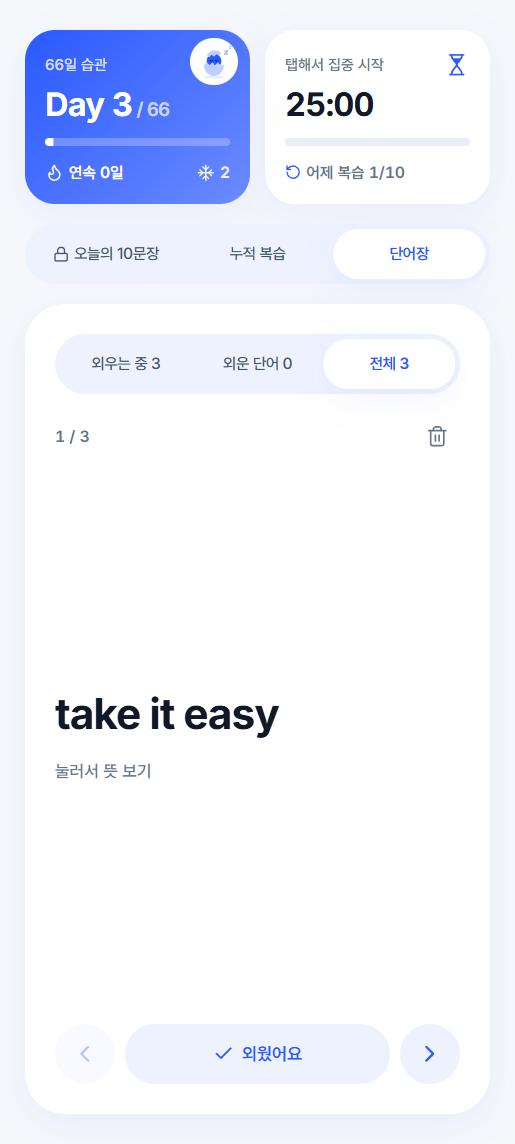 66일 습관
Day 3 / 66
연속 0일
2
탭해서 집중 시작
25:00
어제 복습 1/10
오늘의 10문장
누적 복습
단어장
외우는 중 3
외운 단어 0
전체 3
1 / 3
take it easy
눌러서 뜻 보기
외웠어요